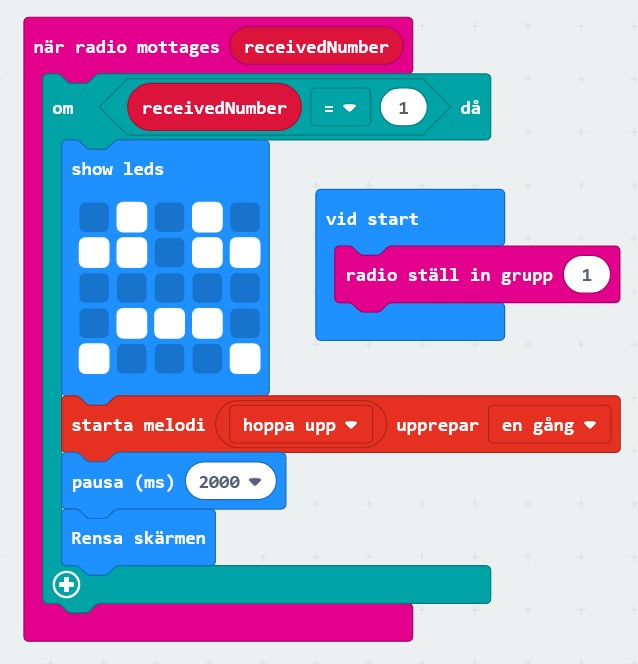 när radio mottages receivedNumber
om receivedNumber = 1 då
show leds
vid start
radio ställ in grupp 1
starta melodi hoppa upp upprepar en gång
pausa (ms) 2000
Rensa skärmen